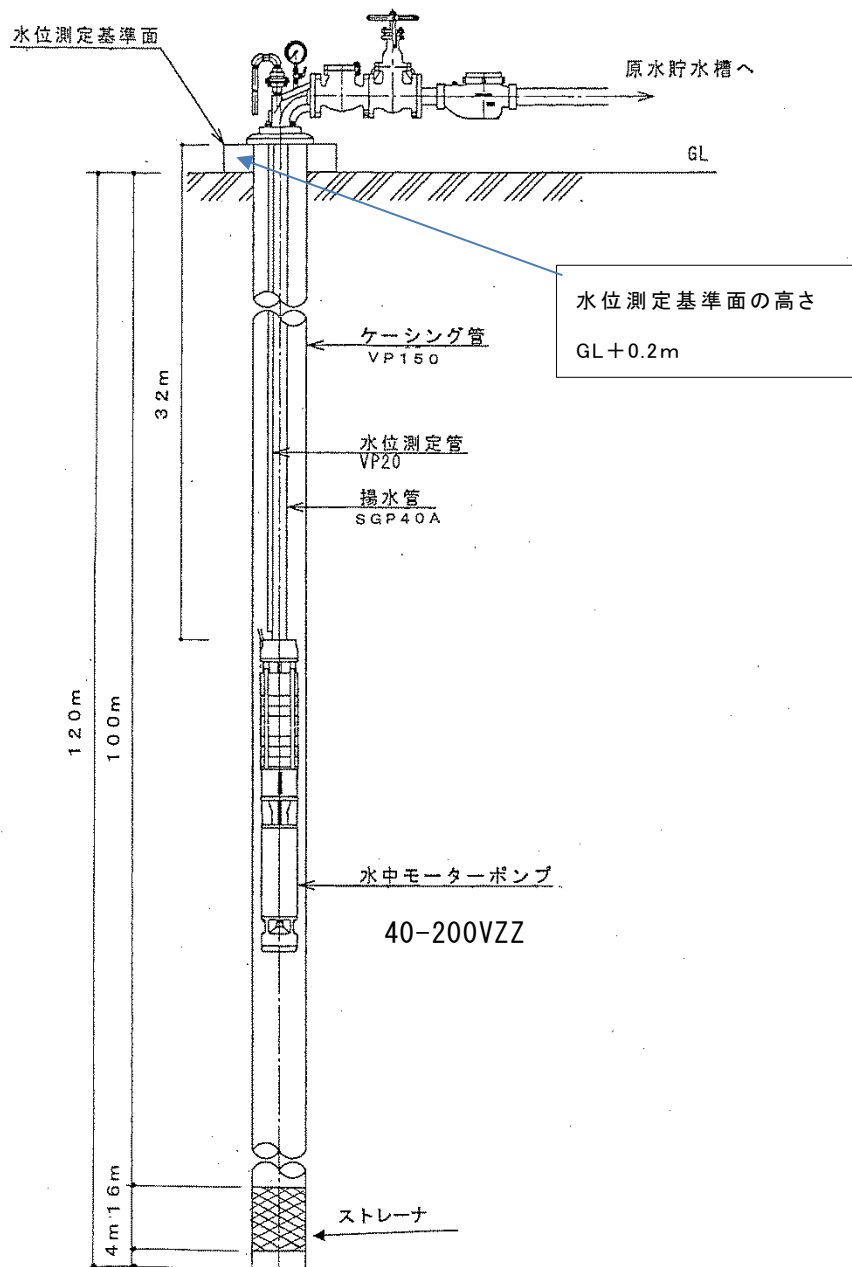 水位測定基準面
原水貯水槽へ
GL
水位測定基準面の高さ
GL+0.2m
ケーシング管
VP150
32m
水位測定管
VP20
揚水管
SGP40A
120m
100m
水中モーターポンプ
40-200VZZ
16m
4m
ストレーナ